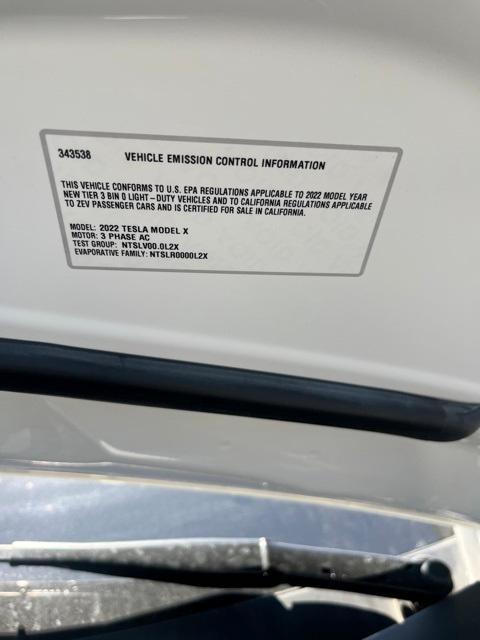 343538 VEHICLE EMISSION CONTROL INFORMATION
THIS VEHICLE CONFORMS TO U.S. EPA REGULATIONS APPLICABLE TO 2022 MODEL YEAR
NEW TIER 3 BIN 0 LIGHT-DUTY VEHICLES AND TO CALIFORNIA REGULATIONS APPLICABLE
TO ZEV PASSENGER CARS AND IS CERTIFIED FOR SALE IN CALIFORNIA.
MODEL: 2022 TESLA MODEL X
MOTOR: 3 PHASE AC
TEST GROUP: NTSLV00.0L2X
EVAPORATIVE FAMILY: NTSLR0000L2X